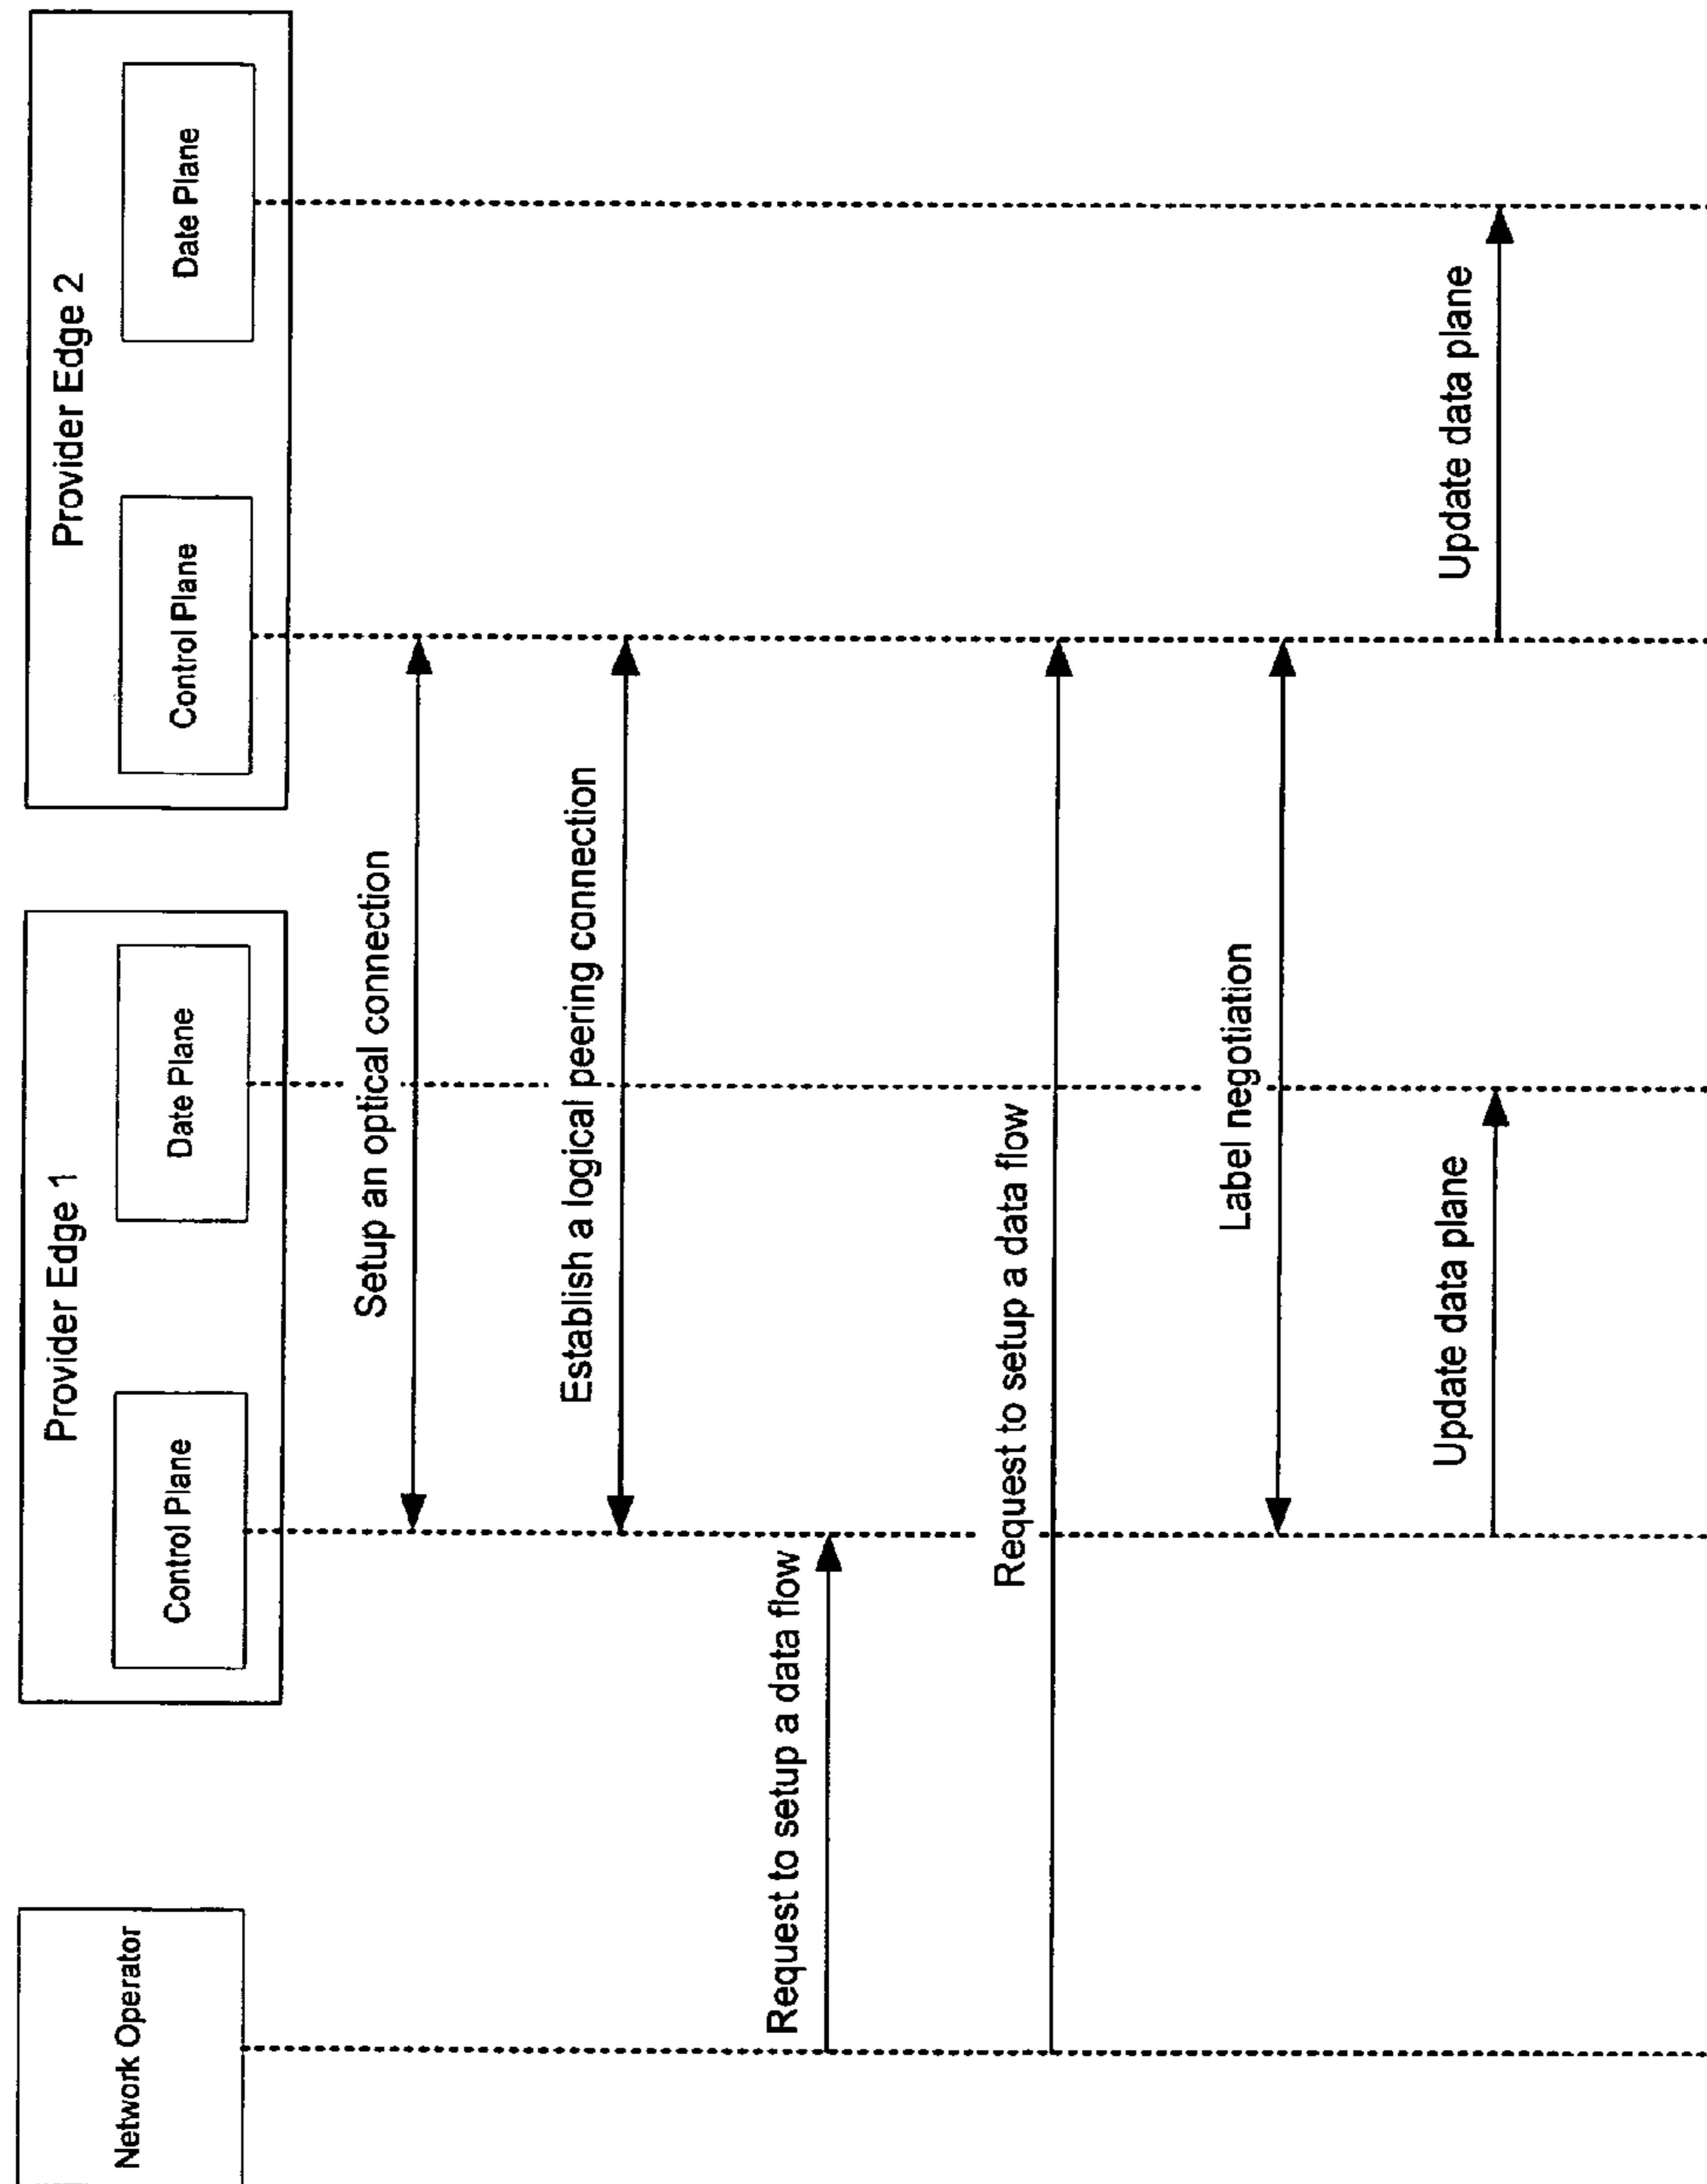 Network Operator
Provider Edge 1
Control Plane
Date Plane
Provider Edge 2
Control Plane
Date Plane
Setup an optical connection
Establish a logical peering connection
Request to setup a data flow
Request to setup a data flow
Label negotiation
Update data plane
Update data plane